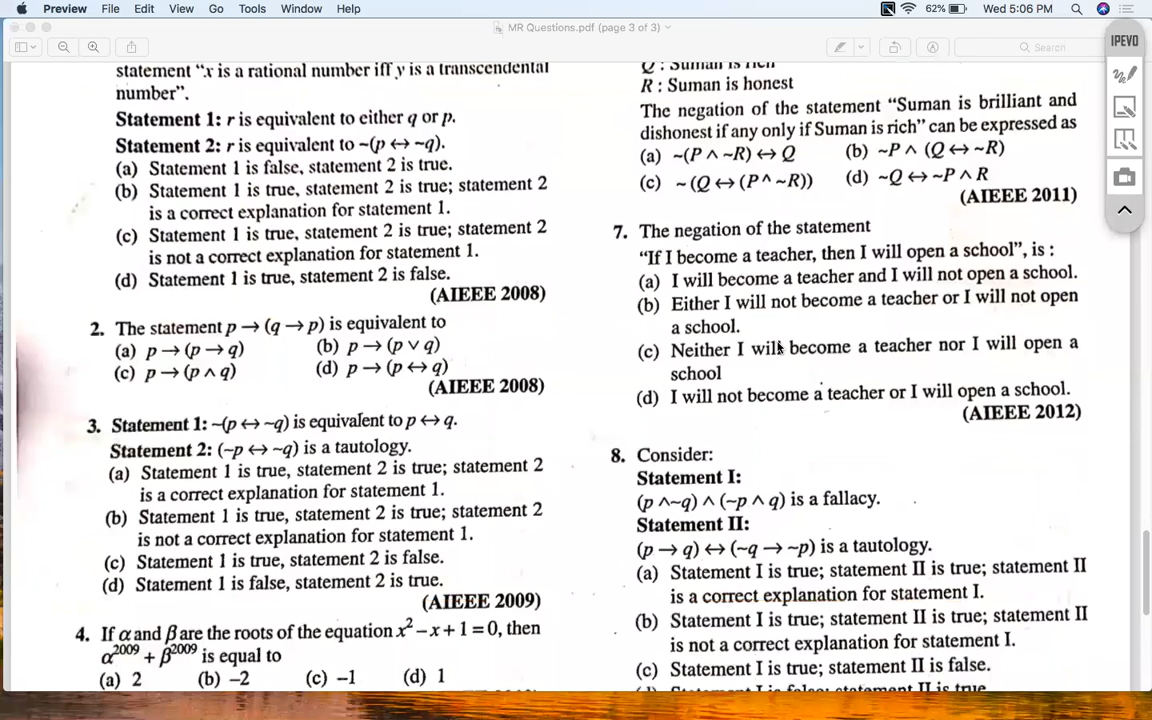 Preview File Edit View Go Tools Window Help
62% Wed 5:06 PM
MR Questions.pdf (page 3 of 3)
Search
IPEVO
statement “x is a rational number iff y is a transcendental
number”.
Statement 1: r is equivalent to either q or p.
Statement 2: r is equivalent to ~(p ↔ ~q).
(a) Statement 1 is false, statement 2 is true.
(b) Statement 1 is true, statement 2 is true; statement 2
is a correct explanation for statement 1.
(c) Statement 1 is true, statement 2 is true; statement 2
is not a correct explanation for statement 1.
(d) Statement 1 is true, statement 2 is false.
(AIEEE 2008)
2. The statement p → (q → p) is equivalent to
(a) p → (p → q) (b) p → (p ∨ q)
(c) p → (p ∧ q) (d) p → (p ↔ q)
(AIEEE 2008)
3. Statement 1: ~(p ↔ ~q) is equivalent to p ↔ q.
Statement 2: (~p ↔ ~q) is a tautology.
(a) Statement 1 is true, statement 2 is true; statement 2
is a correct explanation for statement 1.
(b) Statement 1 is true, statement 2 is true; statement 2
is not a correct explanation for statement 1.
(c) Statement 1 is true, statement 2 is false.
(d) Statement 1 is false, statement 2 is true.
(AIEEE 2009)
4. If α and β are the roots of the equation x² – x + 1 = 0, then
α²⁰⁰⁹ + β²⁰⁰⁹ is equal to
(a) 2 (b) –2 (c) –1 (d) 1
Q : Suman is rich
R : Suman is honest
The negation of the statement “Suman is brilliant and
dishonest if any only if Suman is rich” can be expressed as
(a) ~(P ∧ ~R) ↔ Q (b) ~P ∧ (Q ↔ ~R)
(c) ~ (Q ↔ (P ^ ~R)) (d) ~Q ↔ ~P ∧ R
(AIEEE 2011)
7. The negation of the statement
“If I become a teacher, then I will open a school”, is :
(a) I will become a teacher and I will not open a school.
(b) Either I will not become a teacher or I will not open
a school.
(c) Neither I will become a teacher nor I will open a
school
(d) I will not become a teacher or I will open a school.
(AIEEE 2012)
8. Consider:
Statement I:
(p ∧~q) ∧ (~p ∧ q) is a fallacy.
Statement II:
(p → q) ↔ (~q → ~p) is a tautology.
(a) Statement I is true; statement II is true; statement II
is a correct explanation for statement I.
(b) Statement I is true; statement II is true; statement II
is not a correct explanation for statement I.
(c) Statement I is true; statement II is false.
(d) Statement I is false; statement II is true